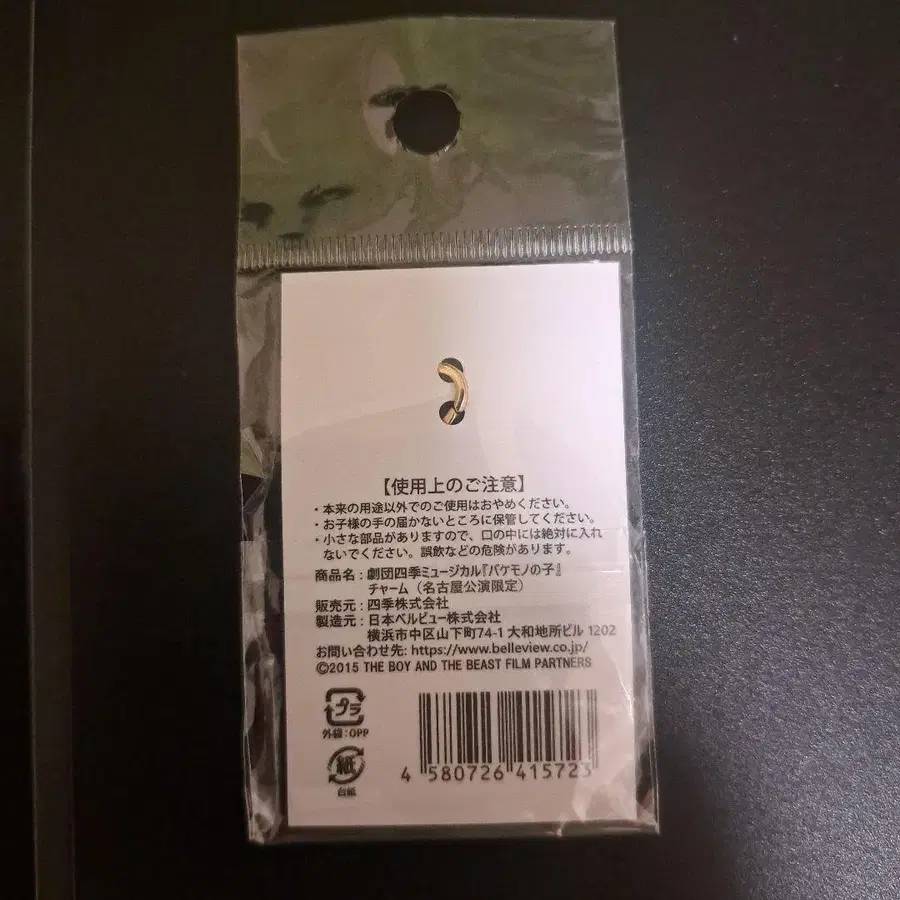 【使用上のご注意】
・本来の用途以外でのご使用はおやめください。
・お子様の手の届かないところに保管してください。
・小さな部品がありますので、口の中には絶対に入れ
ないでください。誤飲などの危険があります。
商品名：劇団四季ミュージカル『バケモノの子』
チャーム（名古屋公演限定）
販売元：四季株式会社
製造元：日本ベルビュー株式会社
横浜市中区山下町74-1 大和地所ビル 1202
お問い合わせ先: https://www.belleview.co.jp/
©2015 THE BOY AND THE BEAST FILM PARTNERS
プラ
外袋：OPP
紙
台紙
4 580726 415723